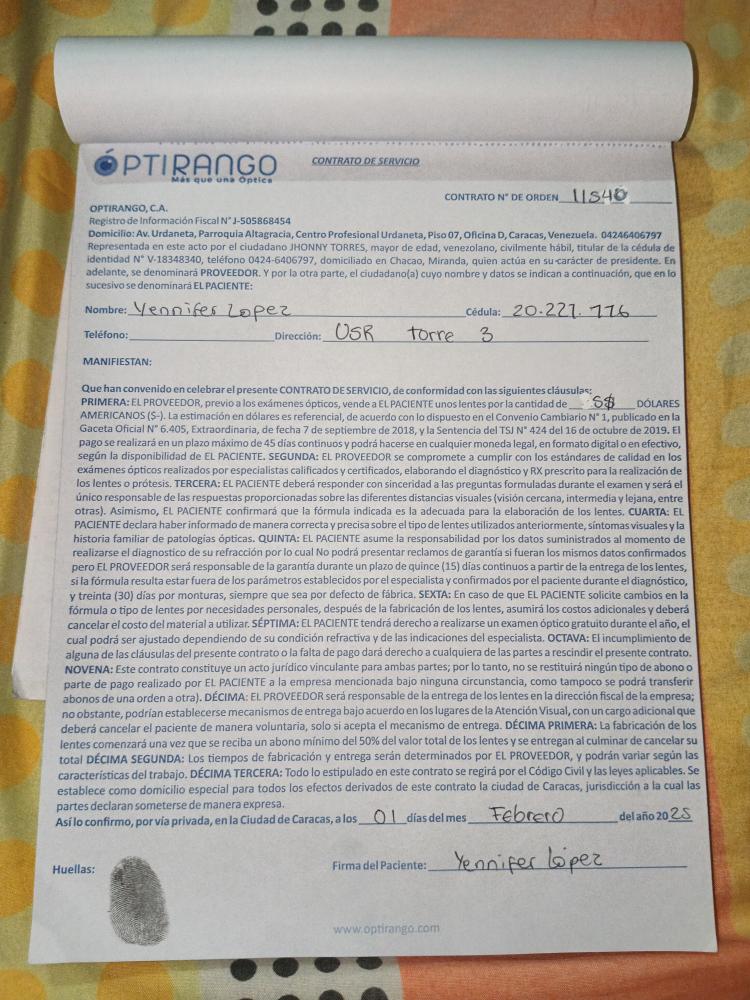 OPTIRANGO
Más que una Óptica
CONTRATO DE SERVICIO
CONTRATO N° DE ORDEN 11540
OPTIRANGO, C.A.
Registro de Información Fiscal N° J-505868454
Domicilio: Av. Urdaneta, Parroquia Altagracia, Centro Profesional Urdaneta, Piso 07, Oficina D, Caracas, Venezuela. 04246406797
Representada en este acto por el ciudadano JHONNY TORRES, mayor de edad, venezolano, civilmente hábil, titular de la cédula de
identidad N° V-18348340, teléfono 0424-6406797, domiciliado en Chacao, Miranda, quien actúa en su carácter de presidente. En
adelante, se denominará PROVEEDOR. Y por la otra parte, el ciudadano(a) cuyo nombre y datos se indican a continuación, que en lo
sucesivo se denominará EL PACIENTE:
Nombre: Yennifer Lopez Cédula: 20.227.776
Teléfono: Dirección: USR torre 3
MANIFIESTAN:
Que han convenido en celebrar el presente CONTRATO DE SERVICIO, de conformidad con las siguientes cláusulas:
PRIMERA: EL PROVEEDOR, previo a los exámenes ópticos, vende a EL PACIENTE unos lentes por la cantidad de DÓLARES
AMERICANOS ($-). La estimación en dólares es referencial, de acuerdo con lo dispuesto en el Convenio Cambiario N° 1, publicado en la
Gaceta Oficial N° 6.405, Extraordinaria, de fecha 7 de septiembre de 2018, y la Sentencia del TSJ N° 424 del 16 de octubre de 2019. El
pago se realizará en un plazo máximo de 45 días continuos y podrá hacerse en cualquier moneda legal, en formato digital o en efectivo,
según la disponibilidad de EL PACIENTE. SEGUNDA: EL PROVEEDOR se compromete a cumplir con los estándares de calidad en los
exámenes ópticos realizados por especialistas calificados y certificados, elaborando el diagnóstico y RX prescrito para la realización de
los lentes o prótesis. TERCERA: EL PACIENTE deberá responder con sinceridad a las preguntas formuladas durante el examen y será el
único responsable de las respuestas proporcionadas sobre las diferentes distancias visuales (visión cercana, intermedia y lejana, entre
otras). Asimismo, EL PACIENTE confirmará que la fórmula indicada es la adecuada para la elaboración de los lentes. CUARTA: EL
PACIENTE declara haber informado de manera correcta y precisa sobre el tipo de lentes utilizados anteriormente, síntomas visuales y la
historia familiar de patologías ópticas. QUINTA: EL PACIENTE asume la responsabilidad por los datos suministrados al momento de
realizarse el diagnostico de su refracción por lo cual No podrá presentar reclamos de garantía si fueran los mismos datos confirmados
pero EL PROVEEDOR será responsable de la garantía durante un plazo de quince (15) días continuos a partir de la entrega de los lentes,
si la fórmula resulta estar fuera de los parámetros establecidos por el especialista y confirmados por el paciente durante el diagnóstico,
y treinta (30) días por monturas, siempre que sea por defecto de fábrica. SEXTA: En caso de que EL PACIENTE solicite cambios en la
fórmula o tipo de lentes por necesidades personales, después de la fabricación de los lentes, asumirá los costos adicionales y deberá
cancelar el costo del material a utilizar. SÉPTIMA: EL PACIENTE tendrá derecho a realizarse un examen óptico gratuito durante el año, el
cual podrá ser ajustado dependiendo de su condición refractiva y de las indicaciones del especialista. OCTAVA: El incumplimiento de
alguna de las cláusulas del presente contrato o la falta de pago dará derecho a cualquiera de las partes a rescindir el presente contrato.
NOVENA: Este contrato constituye un acto jurídico vinculante para ambas partes; por lo tanto, no se restituirá ningún tipo de abono o
parte de pago realizado por EL PACIENTE a la empresa mencionada bajo ninguna circunstancia, como tampoco se podrá transferir
abonos de una orden a otra). DÉCIMA: EL PROVEEDOR será responsable de la entrega de los lentes en la dirección fiscal de la empresa;
no obstante, podrían establecerse mecanismos de entrega bajo acuerdo en los lugares de la Atención Visual, con un cargo adicional que
deberá cancelar el paciente de manera voluntaria, solo si acepta el mecanismo de entrega. DÉCIMA PRIMERA: La fabricación de los
lentes comenzará una vez que se reciba un abono mínimo del 50% del valor total de los lentes y se entregan al culminar de cancelar su
total DÉCIMA SEGUNDA: Los tiempos de fabricación y entrega serán determinados por EL PROVEEDOR, y podrán variar según las
características del trabajo. DÉCIMA TERCERA: Todo lo estipulado en este contrato se regirá por el Código Civil y las leyes aplicables. Se
establece como domicilio especial para todos los efectos derivados de este contrato la ciudad de Caracas, jurisdicción a la cual las
partes declaran someterse de manera expresa.
Así lo confirmo, por vía privada, en la Ciudad de Caracas, a los 01 días del mes Febrero del año 2025
Huellas: Firma del Paciente: Yennifer López
www.optirango.com